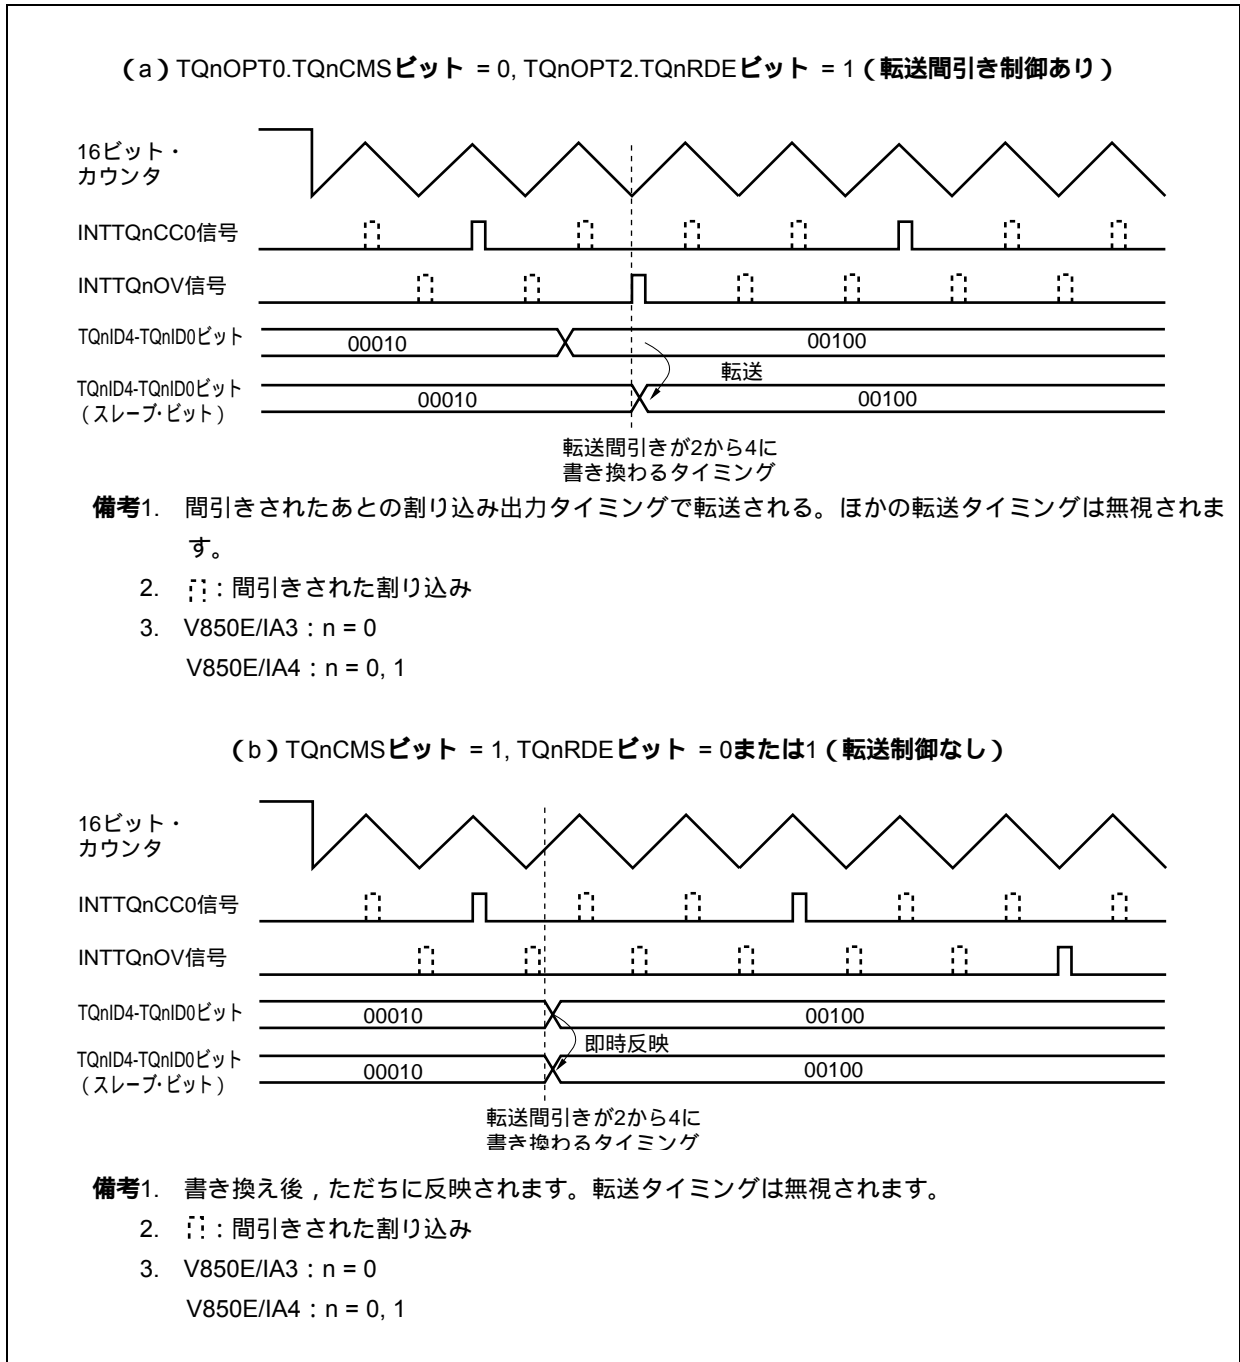 (a) TQnOPT0.TQnCMSビット = 0, TQnOPT2.TQnRDEビット = 1(転送間引き制御あり)
16ビット・
カウンタ
INTTQnCC0信号
INTTQnOV信号
TQnID4-TQnID0ビット
00010
00100
転送
TQnID4-TQnID0ビット
(スレーブ・ビット)
00010
00100
転送間引きが2から4に
書き換わるタイミング
備考1. 間引きされたあとの割り込み出力タイミングで転送される。ほかの転送タイミングは無視されま
す。
2. :間引きされた割り込み
3. V850E/IA3:n = 0
V850E/IA4:n = 0, 1
(b) TQnCMSビット = 1, TQnRDEビット = 0または1(転送制御なし)
16ビット・
カウンタ
INTTQnCC0信号
INTTQnOV信号
TQnID4-TQnID0ビット
00010
00100
即時反映
TQnID4-TQnID0ビット
(スレーブ・ビット)
00010
00100
転送間引きが2から4に
書き換わるタイミング
備考1. 書き換え後,ただちに反映されます。転送タイミングは無視されます。
2. :間引きされた割り込み
3. V850E/IA3:n = 0
V850E/IA4:n = 0, 1